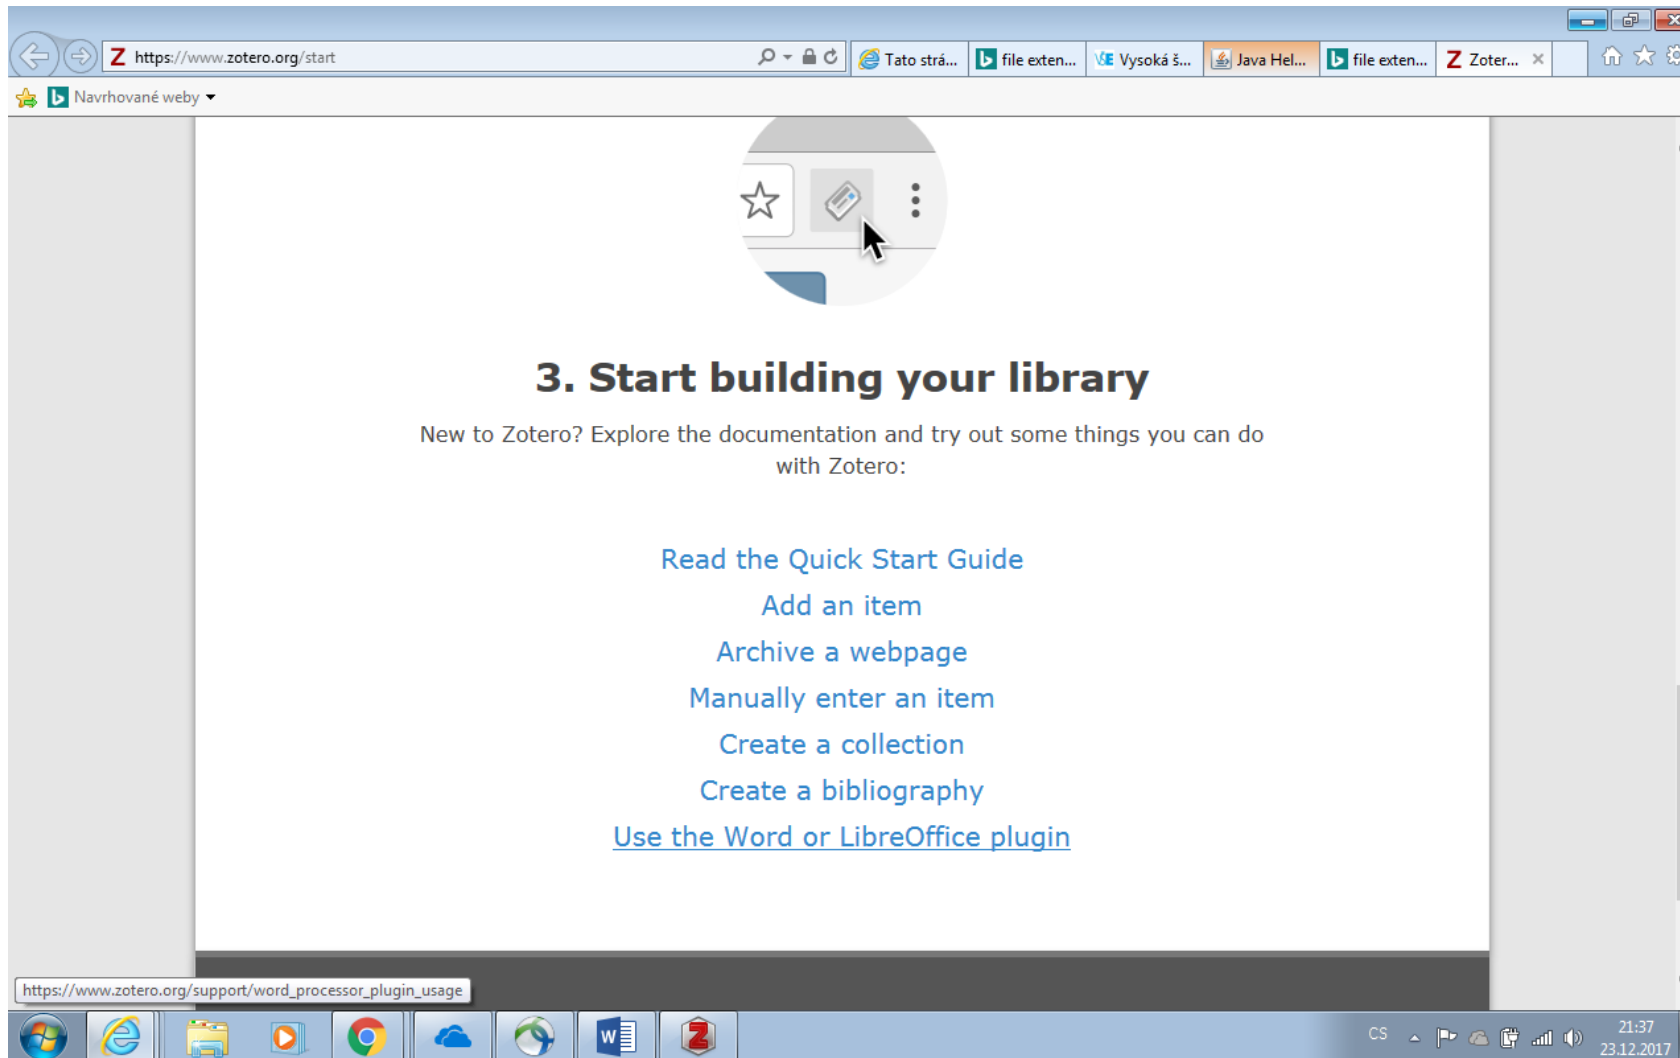 https://www.zotero.org/start
Tato strá...
file exten...
Vysoká š...
Java Hel...
file exten...
Z Zoter...
Navrhované weby
3. Start building your library
New to Zotero? Explore the documentation and try out some things you can do
with Zotero:
Read the Quick Start Guide
Add an item
Archive a webpage
Manually enter an item
Create a collection
Create a bibliography
Use the Word or LibreOffice plugin
https://www.zotero.org/support/word_processor_plugin_usage
CS
21:37
23.12.2017